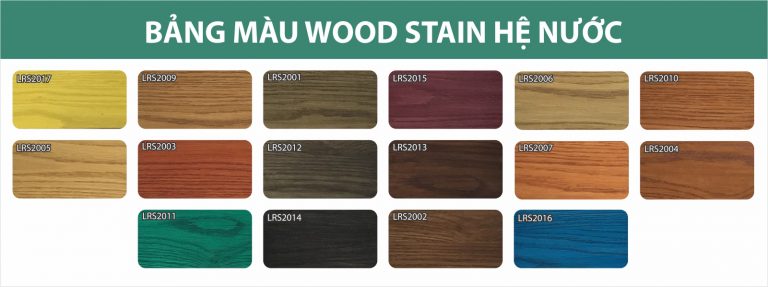 BẢNG MÀU WOOD STAIN HỆ NƯỚC
LRS2017 LRS2009 LRS2001 LRS2015 LRS2006 LRS2010
LRS2005 LRS2003 LRS2012 LRS2013 LRS2007 LRS2004
LRS2011 LRS2014 LRS2002 LRS2016